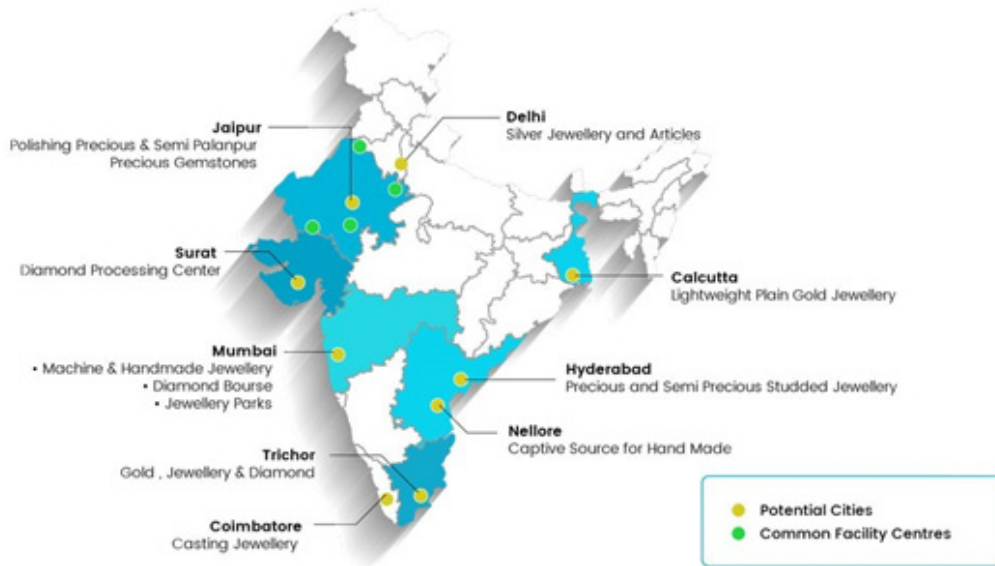 Jaipur
Polishing Precious & Semi Palanpur
Precious Gemstones
Delhi
Silver Jewellery and Articles
Surat
Diamond Processing Center
Calcutta
Lightweight Plain Gold Jewellery
Mumbai
• Machine & Handmade Jewellery
• Diamond Bourse
• Jewellery Parks
Hyderabad
Precious and Semi Precious Studded Jewellery
Nellore
Captive Source for Hand Made
Trichor
Gold , Jewellery & Diamond
Coimbatore
Casting Jewellery
Potential Cities
Common Facility Centres